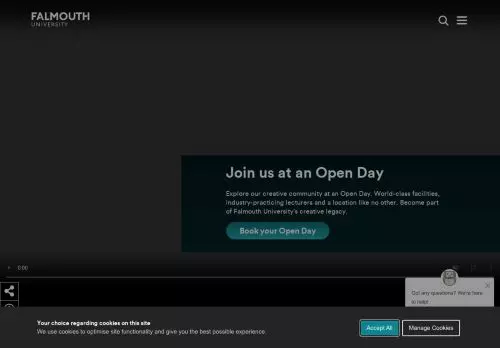 FALMOUTH
UNIVERSITY
Join us at an Open Day
Explore our creative community at an Open Day. World-class facilities,
industry-practicing lecturers and a location like no other. Become part
of Falmouth University's creative legacy.
Book your Open Day
0:00
Got any questions? We're here
to help!
Your choice regarding cookies on this site
We use cookies to optimise site functionality and give you the best possible experience.
Accept All
Manage Cookies